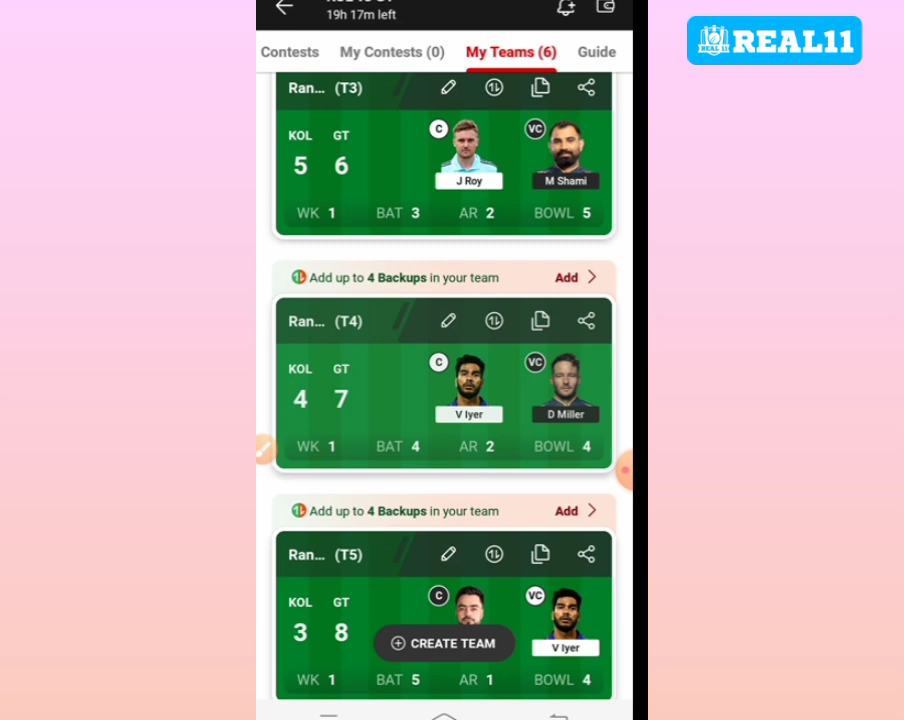 19h 17m left
REAL 11
REAL11
Contests My Contests (0) My Teams (6) Guide
Ran... (T3)
C VC
KOL GT
5 6
J Roy M Shami
WK 1 BAT 3 AR 2 BOWL 5
Add up to 4 Backups in your team Add
Ran... (T4)
C VC
KOL GT
4 7
V Iyer D Miller
WK 1 BAT 4 AR 2 BOWL 4
Add up to 4 Backups in your team Add
Ran... (T5)
C VC
KOL GT
3 8
CREATE TEAM
V Iyer
WK 1 BAT 5 AR 1 BOWL 4